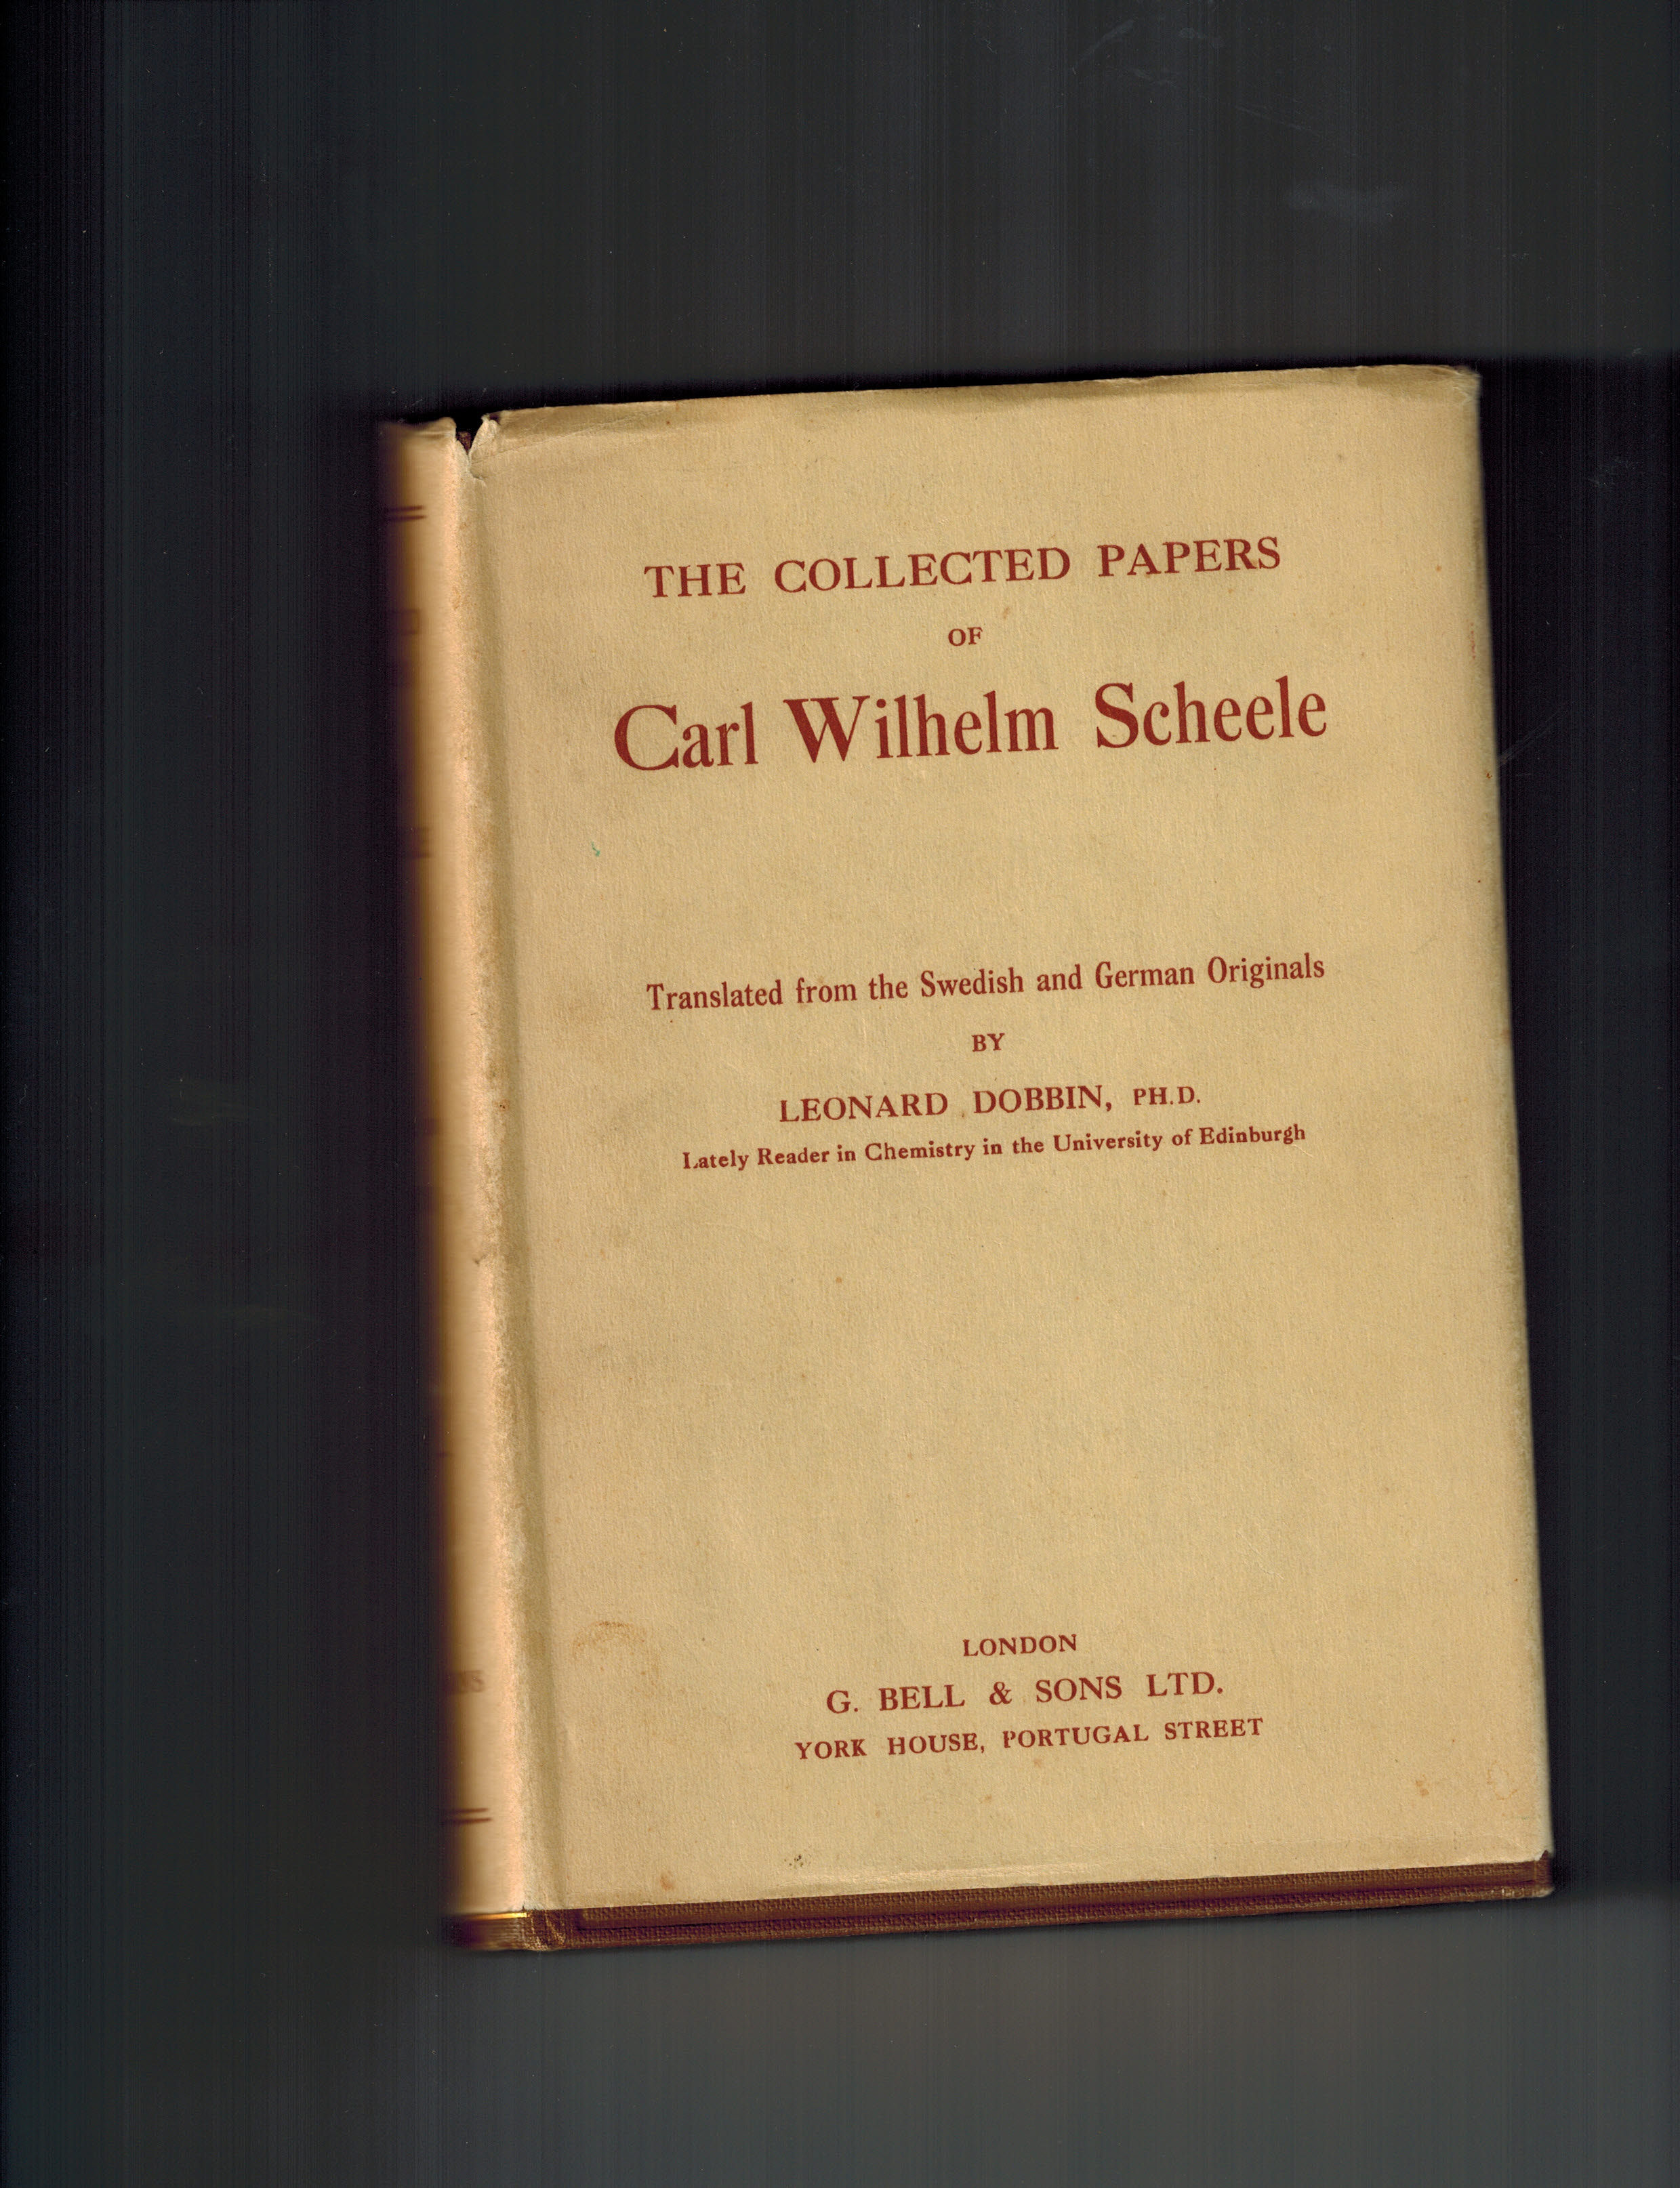 THE COLLECTED PAPERS
OF
Carl Wilhelm Scheele
Translated from the Swedish and German Originals
BY
LEONARD DOBBIN, PH.D.
Lately Reader in Chemistry in the University of Edinburgh
LONDON
G. BELL & SONS LTD.
YORK HOUSE, PORTUGAL STREET